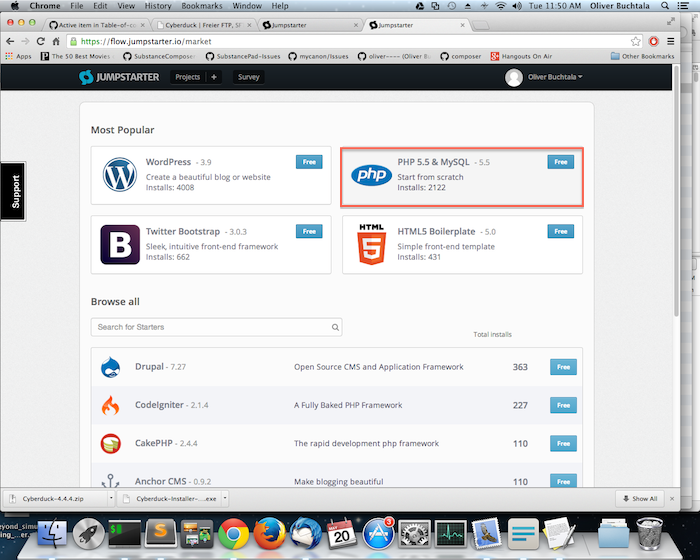 Chrome File Edit View History Bookmarks Window Help
Tue 11:50 AM Oliver Buchtala
Active item in Table-of-co
Cyberduck | Freier FTP, SF
Jumpstarter
Jumpstarter
https://flow.jumpstarter.io/market
Apps
The 50 Best Movies
SubstanceComposer
SubstancePad-Issues
mycanon/Issues
oliver---- (Oliver B
composer
Hangouts On Air
Other Bookmarks
JUMPSTARTER
Projects +
Survey
Oliver Buchtala
Support
Most Popular
WordPress - 3.9
Free
Create a beautiful blog or website
Installs: 4008
php
PHP 5.5 & MySQL - 5.5
Free
Start from scratch
Installs: 2122
B
Twitter Bootstrap - 3.0.3
Free
Sleek, intuitive front-end framework
Installs: 662
HTML
5
HTML5 Boilerplate - 5.0
Free
Simple front-end template
Installs: 431
Browse all
Search for Starters
Total installs
Drupal - 7.27 Open Source CMS and Application Framework 363 Free
CodeIgniter - 2.1.4 A Fully Baked PHP Framework 227 Free
CakePHP - 2.4.4 The rapid development php framework 110 Free
Anchor CMS - 0.9.2 Make blogging beautiful 110 Free
Cyberduck-4.4.4.zip
Cyberduck-Installer-....exe
Show All
eyond_simu
ing_...er.
MAY
20
3